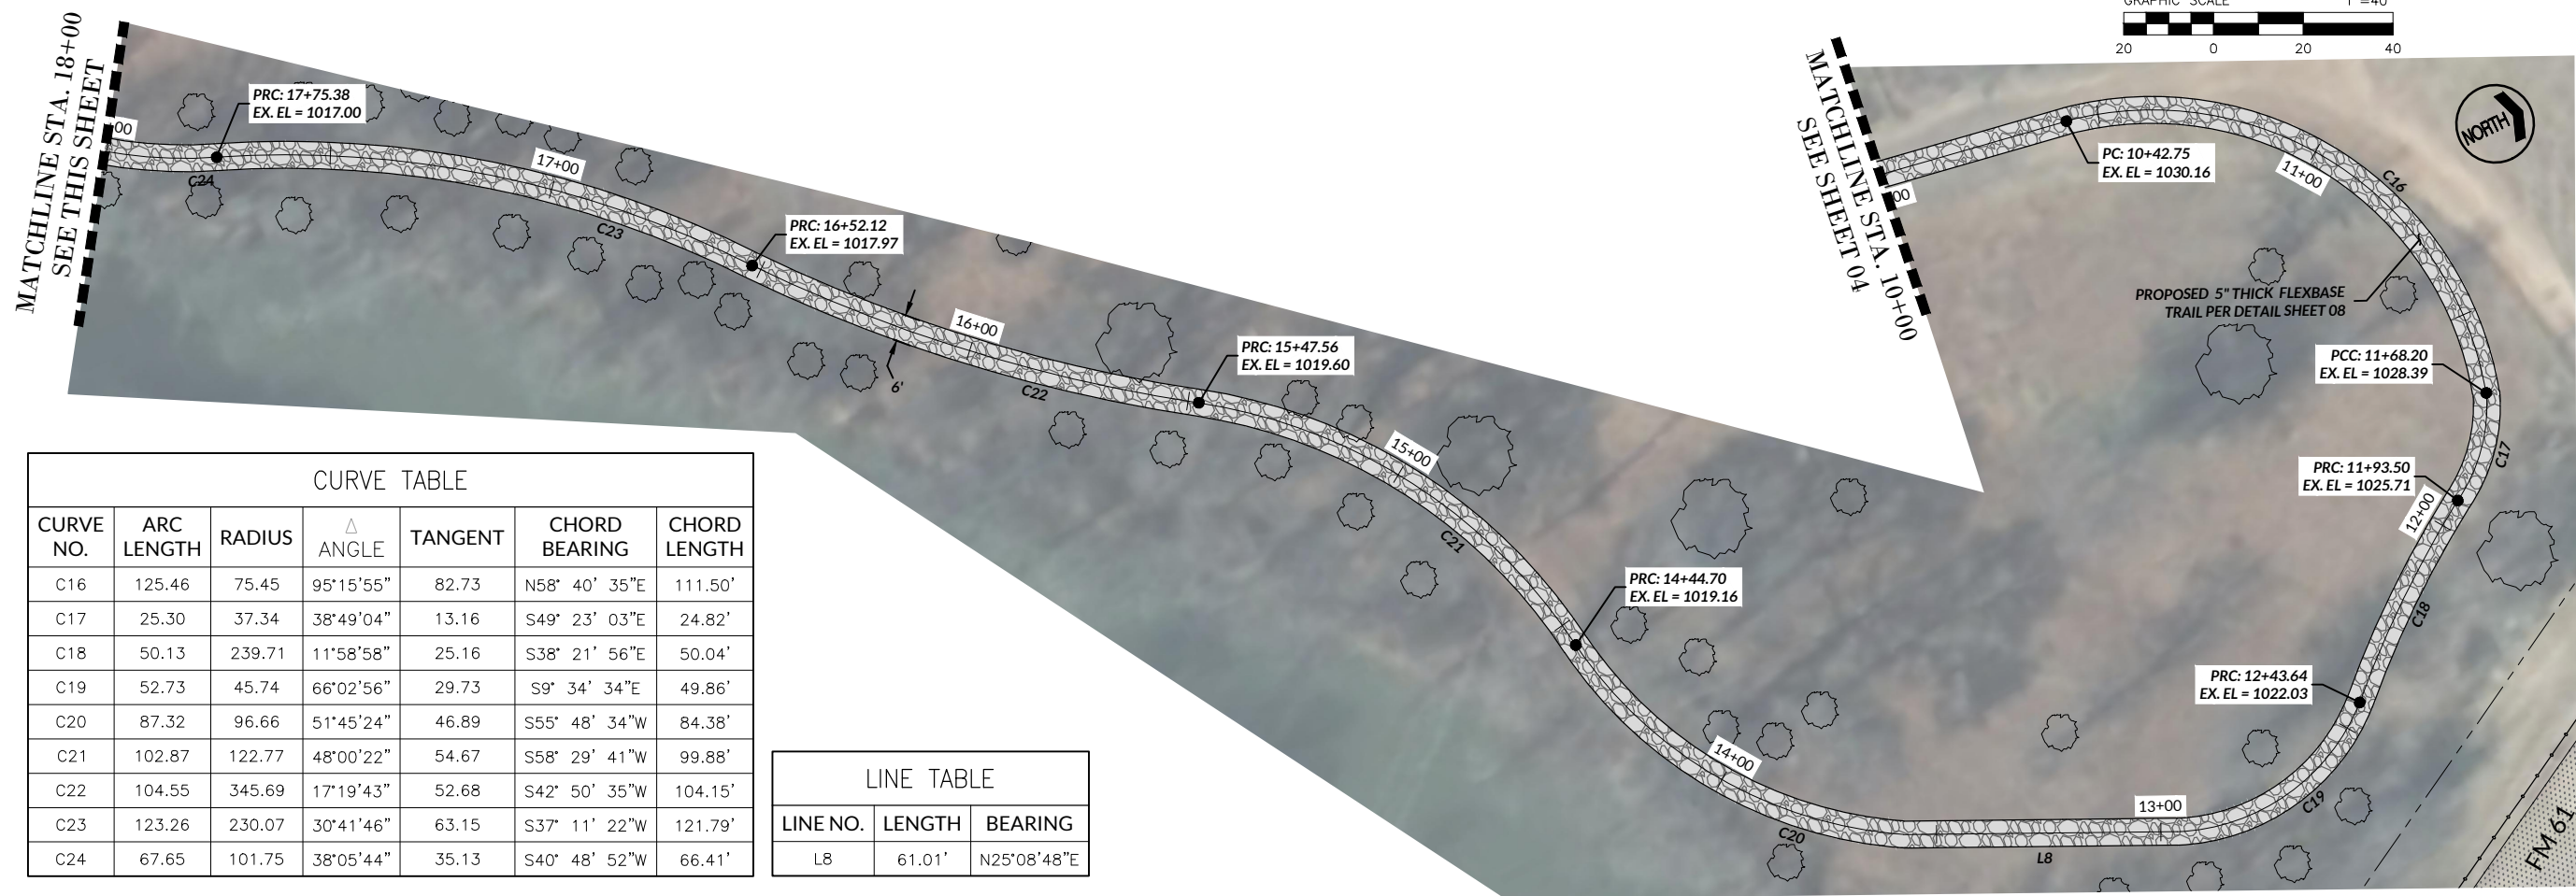 GRAPHIC SCALE 1"=40'
20 0 20 40
NORTH
MATCHLINE STA. 18+00
SEE THIS SHEET
:00
PRC: 17+75.38
EX. EL = 1017.00
C24
17+00
C23
PRC: 16+52.12
EX. EL = 1017.97
6'
16+00
C22
PRC: 15+47.56
EX. EL = 1019.60
15+00
C21
PRC: 14+44.70
EX. EL = 1019.16
14+00
C20
L8
13+00
C19
PRC: 12+43.64
EX. EL = 1022.03
C18
12+00
PRC: 11+93.50
EX. EL = 1025.71
C17
PCC: 11+68.20
EX. EL = 1028.39
PROPOSED 5" THICK FLEXBASE
TRAIL PER DETAIL SHEET 08
C16
11+00
PC: 10+42.75
EX. EL = 1030.16
00
MATCHLINE STA. 10+00
SEE SHEET 04
FM 61
CURVE TABLE
CURVE NO. ARC LENGTH RADIUS Δ ANGLE TANGENT CHORD BEARING CHORD LENGTH
C16 125.46 75.45 95°15'55" 82.73 N58° 40' 35"E 111.50'
C17 25.30 37.34 38°49'04" 13.16 S49° 23' 03"E 24.82'
C18 50.13 239.71 11°58'58" 25.16 S38° 21' 56"E 50.04'
C19 52.73 45.74 66°02'56" 29.73 S9° 34' 34"E 49.86'
C20 87.32 96.66 51°45'24" 46.89 S55° 48' 34"W 84.38'
C21 102.87 122.77 48°00'22" 54.67 S58° 29' 41"W 99.88'
C22 104.55 345.69 17°19'43" 52.68 S42° 50' 35"W 104.15'
C23 123.26 230.07 30°41'46" 63.15 S37° 11' 22"W 121.79'
C24 67.65 101.75 38°05'44" 35.13 S40° 48' 52"W 66.41'
LINE TABLE
LINE NO. LENGTH BEARING
L8 61.01' N25°08'48"E